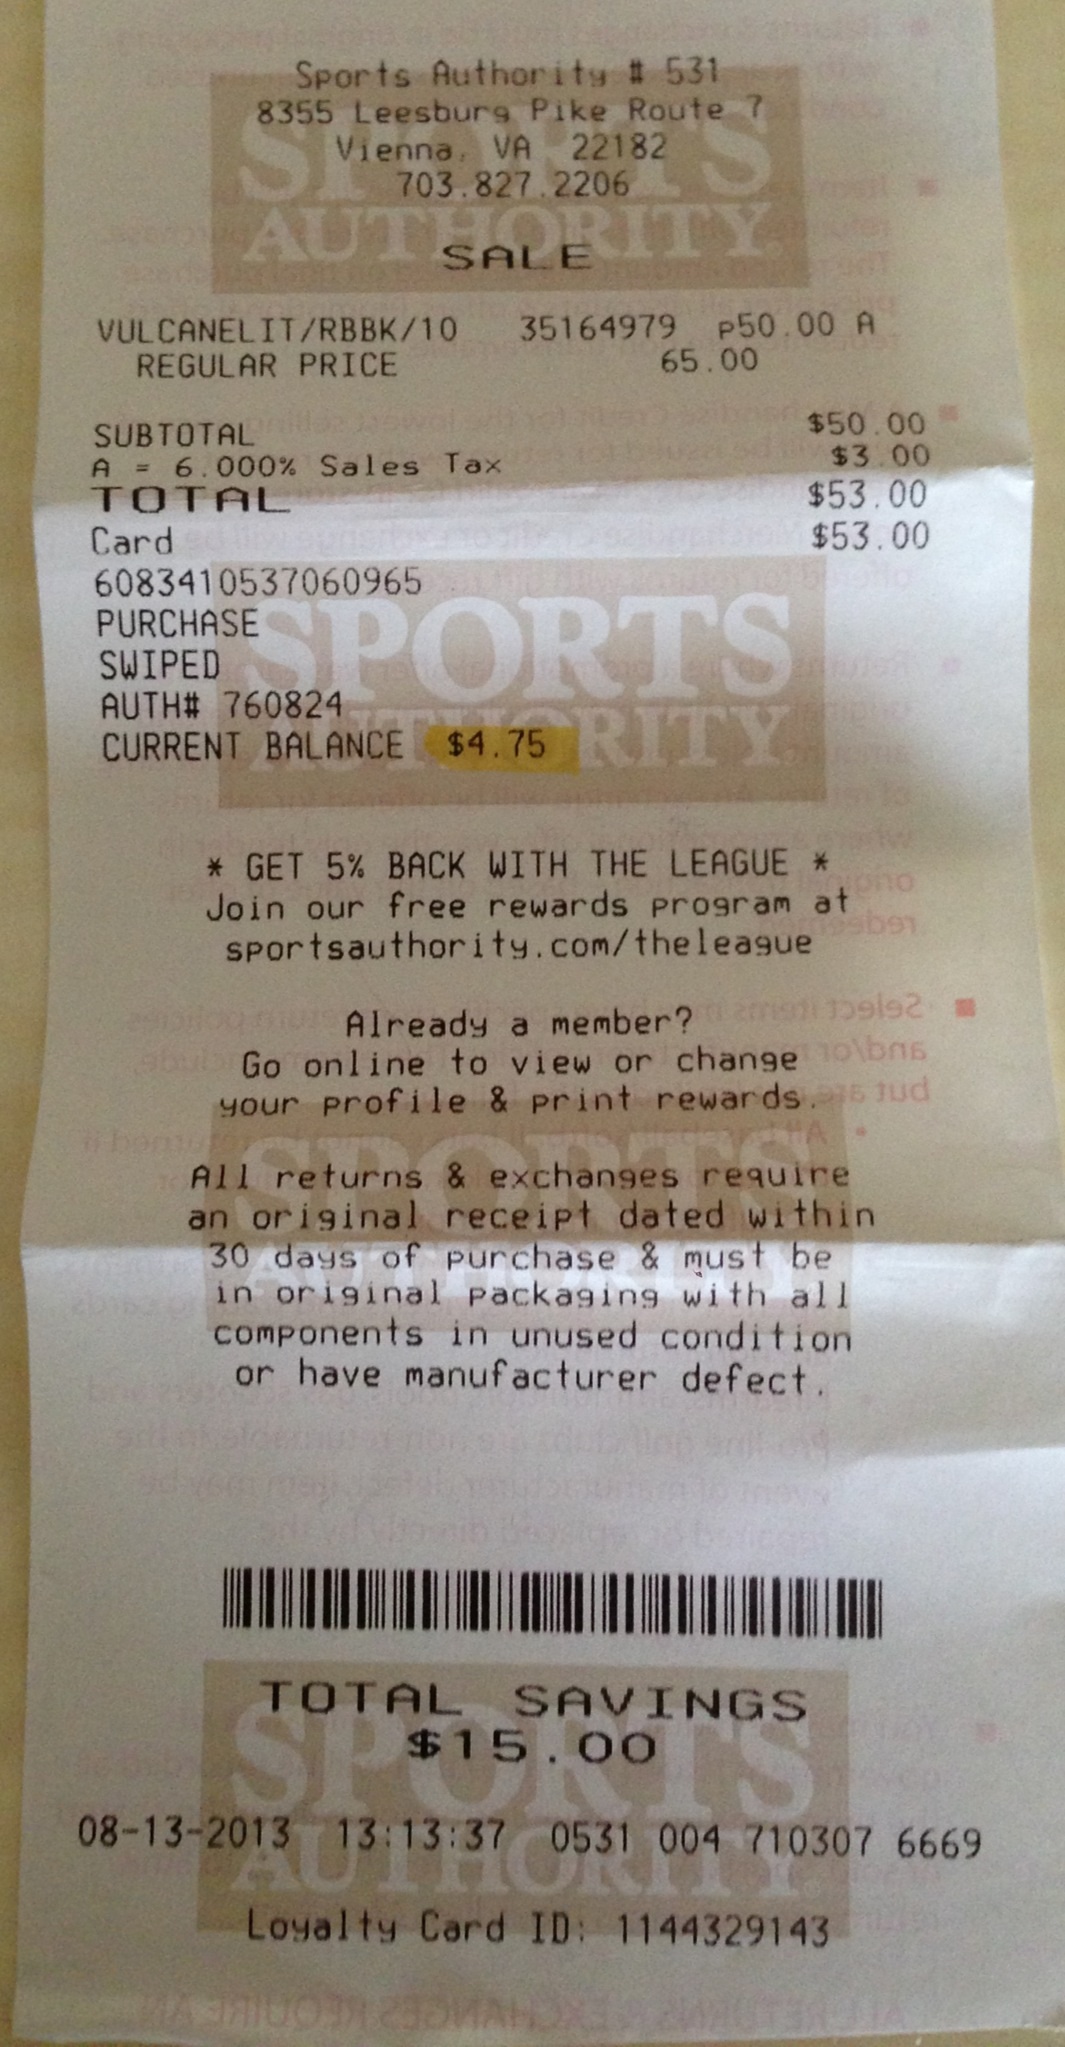 Sports Authority # 531
8355 Leesburg Pike Route 7
Vienna, VA 22182
703.827.2206
SPORTS
AUTHORITY
SALE
VULCANELIT/RBBK/10 35164979 p50.00 A
REGULAR PRICE 65.00
SUBTOTAL $50.00
A = 6.000% Sales Tax $3.00
TOTAL $53.00
Card $53.00
6083410537060965
PURCHASE
SWIPED
AUTH# 760824
CURRENT BALANCE $4.75
SPORTS
AUTHORITY
* GET 5% BACK WITH THE LEAGUE *
Join our free rewards program at
sportsauthority.com/theleague
Already a member?
Go online to view or change
your profile & print rewards.
SPORTS
AUTHORITY
All returns & exchanges require
an original receipt dated within
30 days of purchase & must be
in original packaging with all
components in unused condition
or have manufacturer defect.
TOTAL SAVINGS
$15.00
SPORTS
AUTHORITY
08-13-2013 13:13:37 0531 004 710307 6669
Loyalty Card ID: 1144329143